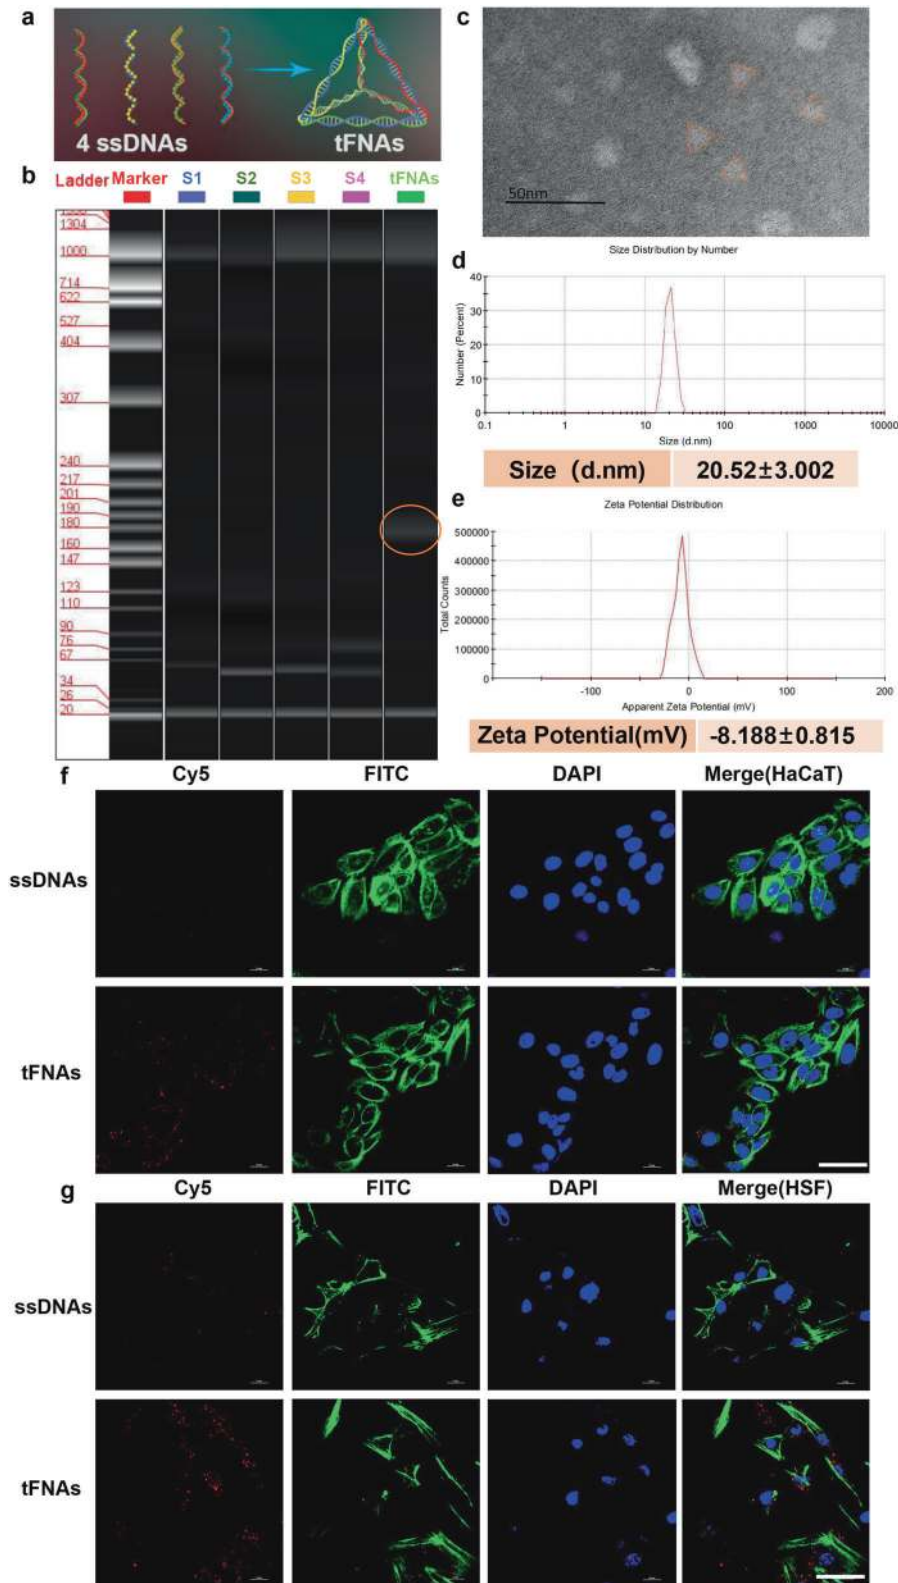 a
4 ssDNAs
tFNAs
b
Ladder Marker S1 S2 S3 S4 tFNAs
1304
1000
714
622
527
404
307
240
217
201
190
180
160
147
123
110
90
76
67
34
26
20
c
50nm
d
Size Distribution by Number
Number (Percent)
40
30
20
10
0
0.1 1 10 100 1000 10000
Size (d.nm)
Size (d.nm) 20.52±3.002
e
Zeta Potential Distribution
Total Counts
500000
400000
300000
200000
100000
0
-100 0 100 200
Apparent Zeta Potential (mV)
Zeta Potential(mV) -8.188±0.815
f
Cy5 FITC DAPI Merge(HaCaT)
ssDNAs
tFNAs
g
Cy5 FITC DAPI Merge(HSF)
ssDNAs
tFNAs